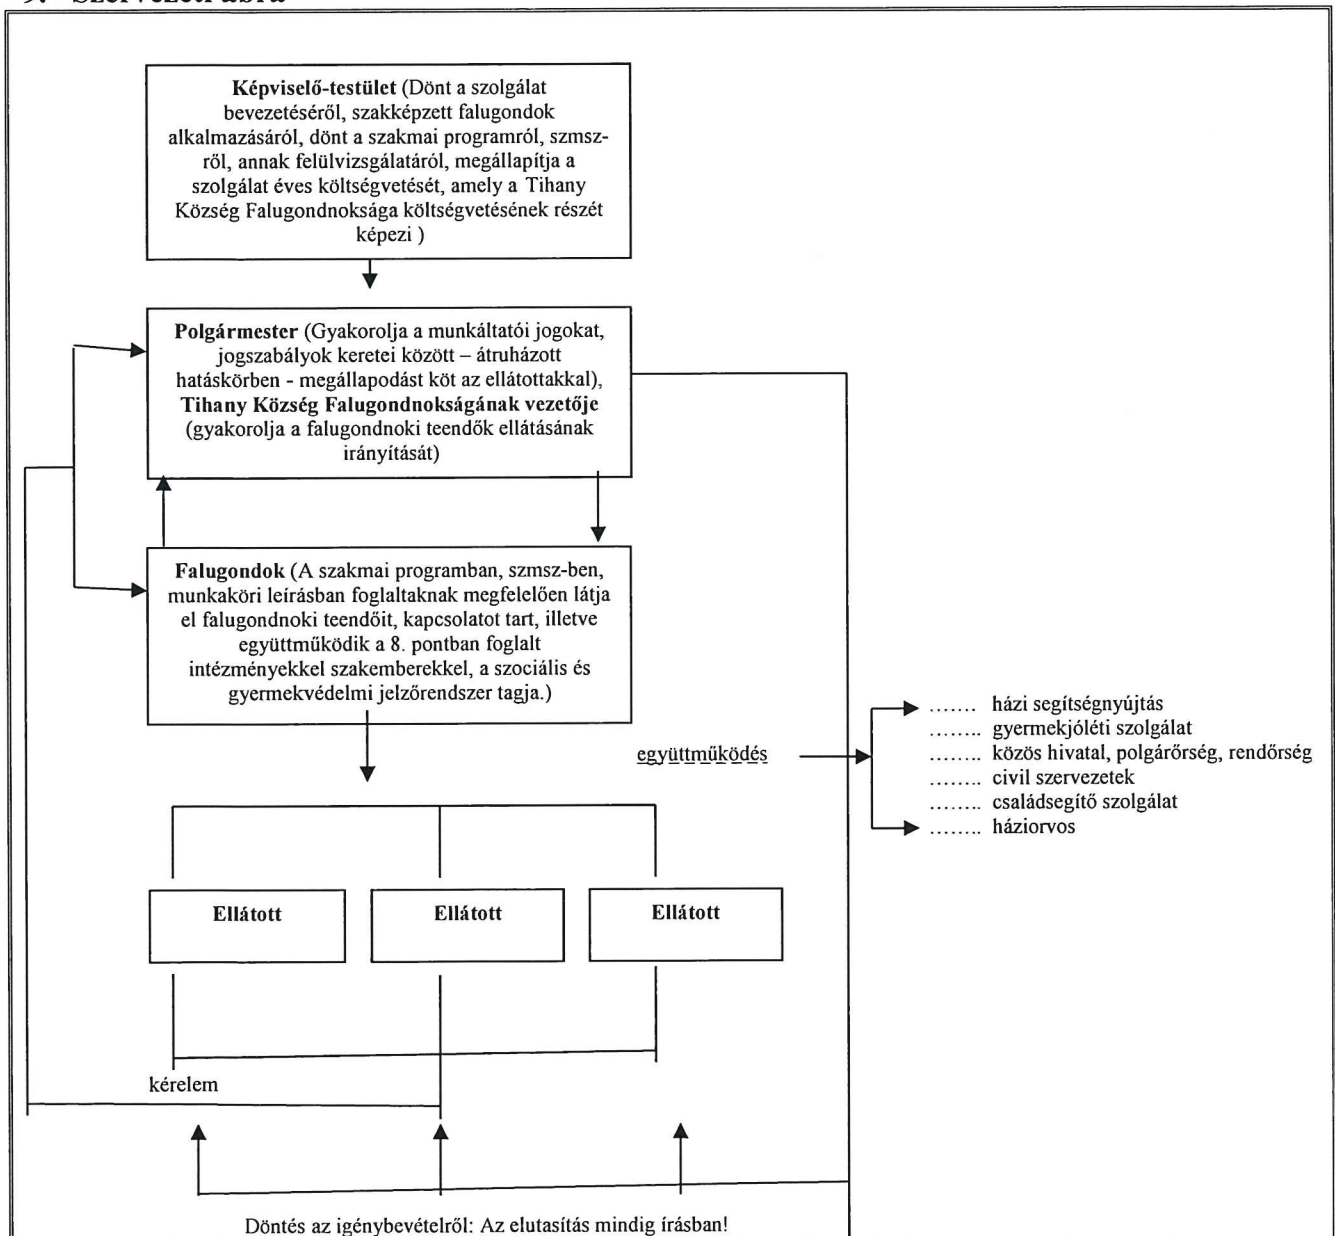 Képviselő-testület (Dönt a szolgálat
bevezetéséről, szakképzett falugondok
alkalmazásáról, dönt a szakmai programról, szmsz-
ről, annak felülvizsgálatáról, megállapítja a
szolgálat éves költségvetését, amely a Tihany
Község Falugondnoksága költségvetésének részét
képezi )
Polgármester (Gyakorolja a munkáltatói jogokat,
jogszabályok keretei között – átruházott
hatáskörben - megállapodást köt az ellátottakkal),
Tihany Község Falugondnokságának vezetője
(gyakorolja a falugondnoki teendők ellátásának
irányítását)
Falugondok (A szakmai programban, szmsz-ben,
munkaköri leírásban foglaltaknak megfelelően látja
el falugondnoki teendőit, kapcsolatot tart, illetve
együttműködik a 8. pontban foglalt
intézményekkel szakemberekkel, a szociális és
gyermekvédelmi jelzőrendszer tagja.)
együttműködés
……. házi segítségnyújtás
…….. gyermekjóléti szolgálat
…….. közös hivatal, polgárőrség, rendőrség
…….. civil szervezetek
…….. családsegítő szolgálat
…….. háziorvos
Ellátott
Ellátott
Ellátott
kérelem
Döntés az igénybevételről: Az elutasítás mindig írásban!